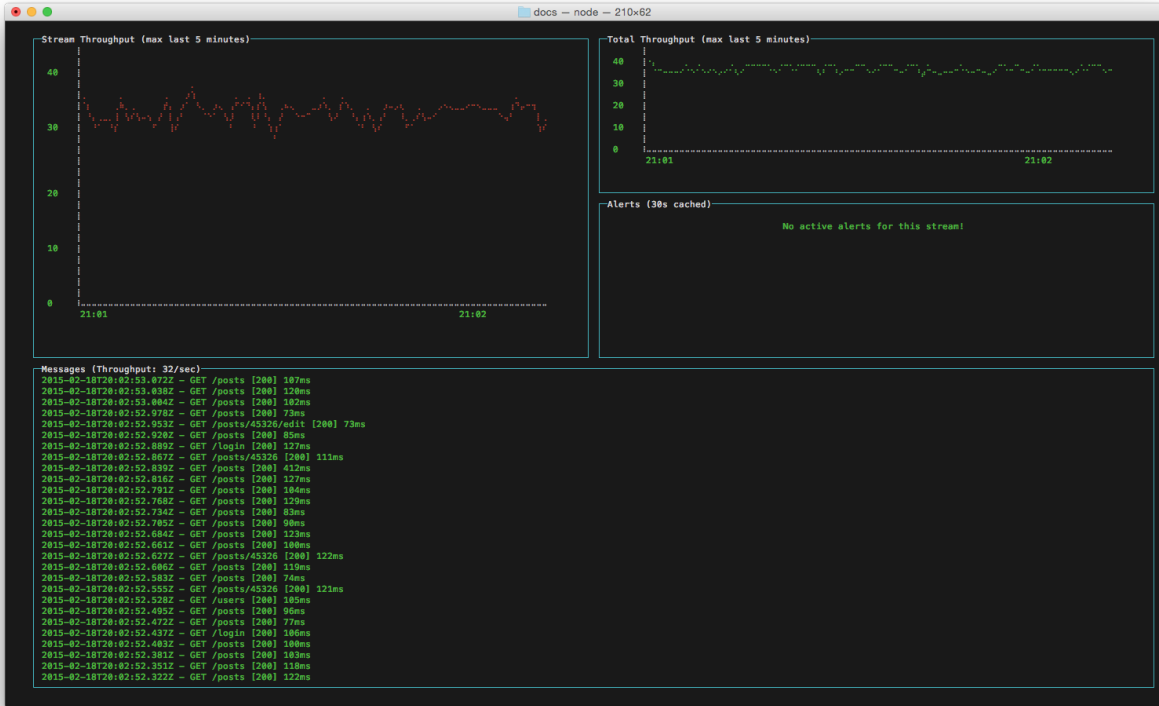 docs — node — 210×62
Stream Throughput (max last 5 minutes)
40
30
20
10
0
21:01 21:02
Total Throughput (max last 5 minutes)
40
30
20
10
0
21:01 21:02
Alerts (30s cached)
No active alerts for this stream!
Messages (Throughput: 32/sec)
2015-02-18T20:02:53.072Z – GET /posts [200] 107ms
2015-02-18T20:02:53.038Z – GET /posts [200] 120ms
2015-02-18T20:02:53.004Z – GET /posts [200] 102ms
2015-02-18T20:02:52.978Z – GET /posts [200] 73ms
2015-02-18T20:02:52.953Z – GET /posts/45326/edit [200] 73ms
2015-02-18T20:02:52.920Z – GET /posts [200] 85ms
2015-02-18T20:02:52.889Z – GET /login [200] 127ms
2015-02-18T20:02:52.867Z – GET /posts/45326 [200] 111ms
2015-02-18T20:02:52.839Z – GET /posts [200] 412ms
2015-02-18T20:02:52.816Z – GET /posts [200] 127ms
2015-02-18T20:02:52.791Z – GET /posts [200] 104ms
2015-02-18T20:02:52.768Z – GET /posts [200] 129ms
2015-02-18T20:02:52.734Z – GET /posts [200] 83ms
2015-02-18T20:02:52.705Z – GET /posts [200] 90ms
2015-02-18T20:02:52.684Z – GET /posts [200] 123ms
2015-02-18T20:02:52.661Z – GET /posts [200] 100ms
2015-02-18T20:02:52.627Z – GET /posts/45326 [200] 122ms
2015-02-18T20:02:52.606Z – GET /posts [200] 119ms
2015-02-18T20:02:52.583Z – GET /posts [200] 74ms
2015-02-18T20:02:52.555Z – GET /posts/45326 [200] 121ms
2015-02-18T20:02:52.528Z – GET /users [200] 105ms
2015-02-18T20:02:52.495Z – GET /posts [200] 96ms
2015-02-18T20:02:52.472Z – GET /posts [200] 77ms
2015-02-18T20:02:52.437Z – GET /login [200] 106ms
2015-02-18T20:02:52.403Z – GET /posts [200] 100ms
2015-02-18T20:02:52.381Z – GET /posts [200] 103ms
2015-02-18T20:02:52.351Z – GET /posts [200] 118ms
2015-02-18T20:02:52.322Z – GET /posts [200] 122ms